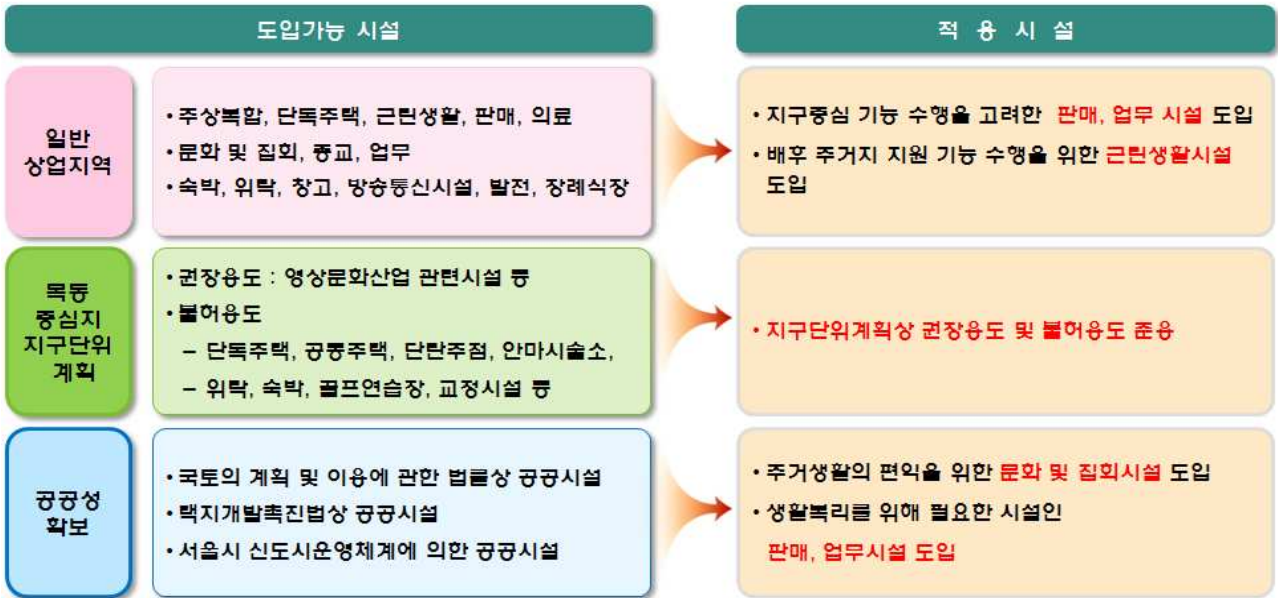 도입가능 시설
적 용 시 설
일반
상업지역
• 주상복합, 단독주택, 근린생활, 판매, 의료
• 문화 및 집회, 종교, 업무
• 숙박, 위락, 창고, 방송통신시설, 발전, 장례식장
• 지구중심 기능 수행을 고려한 판매, 업무 시설 도입
• 배후 주거지 지원 기능 수행을 위한 근린생활시설
도입
목동
중심지
지구단위
계획
• 권장용도 : 영상문화산업 관련시설 등
• 불허용도
– 단독주택, 공동주택, 단란주점, 안마시술소,
– 위락, 숙박, 골프연습장, 교정시설 등
• 지구단위계획상 권장용도 및 불허용도 준용
공공성
확보
• 국토의 계획 및 이용에 관한 법률상 공공시설
• 택지개발촉진법상 공공시설
• 서울시 신도시운영체계에 의한 공공시설
• 주거생활의 편익을 위한 문화 및 집회시설 도입
• 생활복리를 위해 필요한 시설인
판매, 업무시설 도입